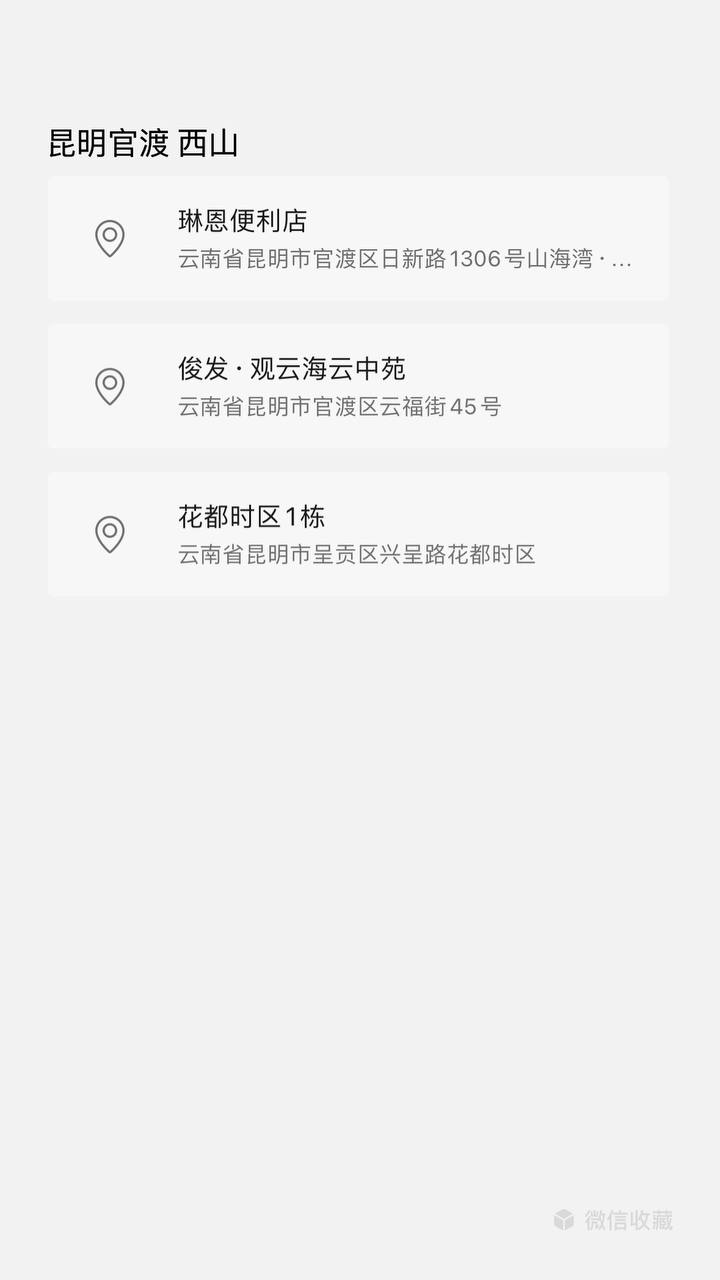 昆明官渡 西山
琳恩便利店
云南省昆明市官渡区日新路1306号山海湾·...
俊发·观云海云中苑
云南省昆明市官渡区云福街45号
花都时区1栋
云南省昆明市呈贡区兴呈路花都时区
微信收藏